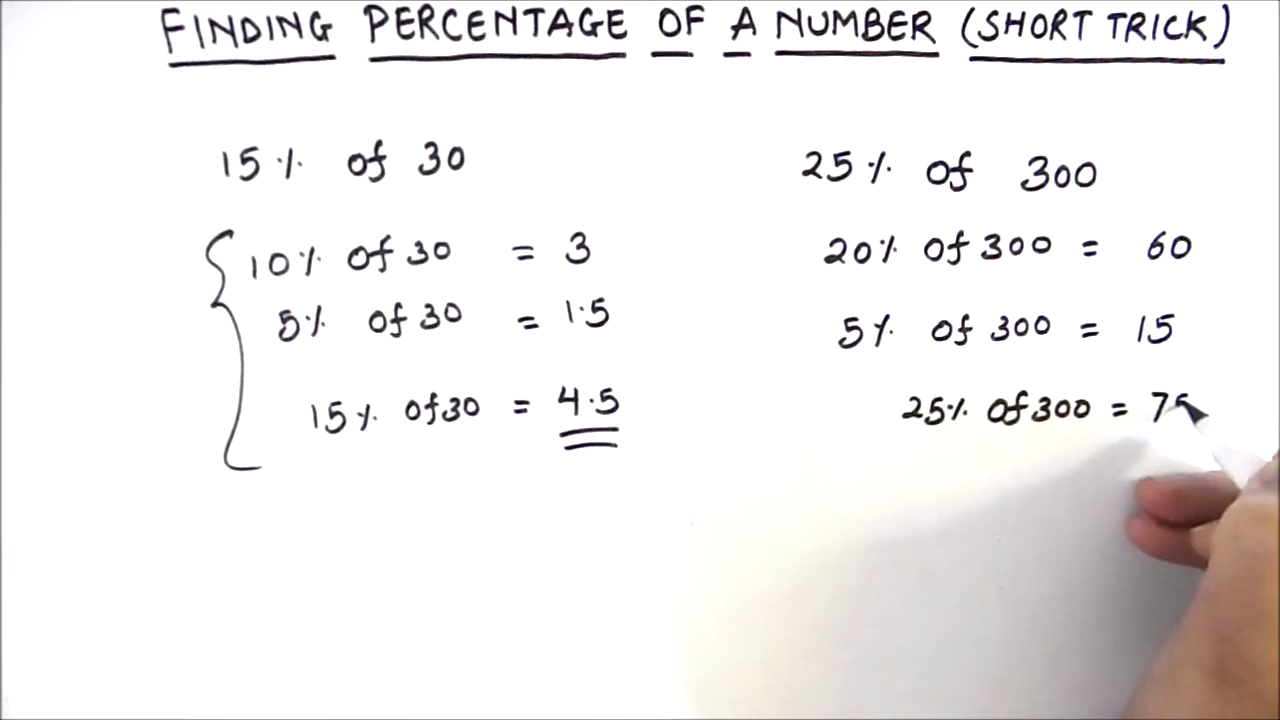 FINDING PERCENTAGE OF A NUMBER (SHORT TRICK)
15% of 30
10% of 30 = 3
5% of 30 = 1.5
15% of 30 = 4.5
25% of 300
20% of 300 = 60
5% of 300 = 15
25% of 300 = 75